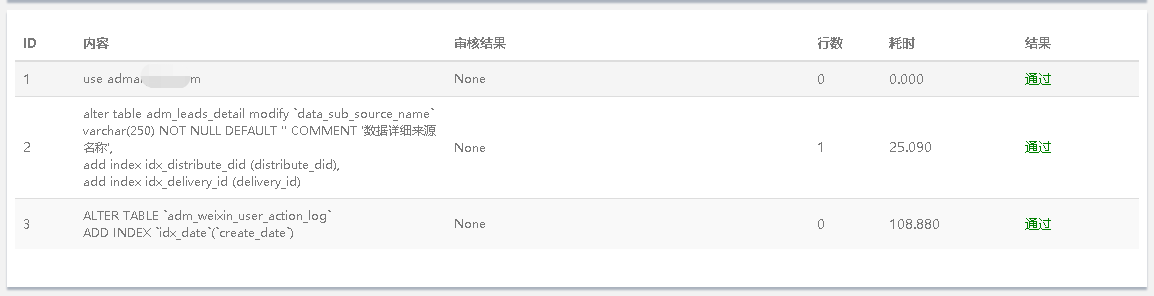 ID 内容 审核结果 行数 耗时 结果
1 use adma m None 0 0.000 通过
alter table adm_leads_detail modify `data_sub_source_name`
varchar(250) NOT NULL DEFAULT '' COMMENT '数据详细来源
2 名称', None 1 25.090 通过
add index idx_distribute_did (distribute_did),
add index idx_delivery_id (delivery_id)
3 ALTER TABLE `adm_weixin_user_action_log` None 0 108.880 通过
ADD INDEX `idx_date`(`create_date`)